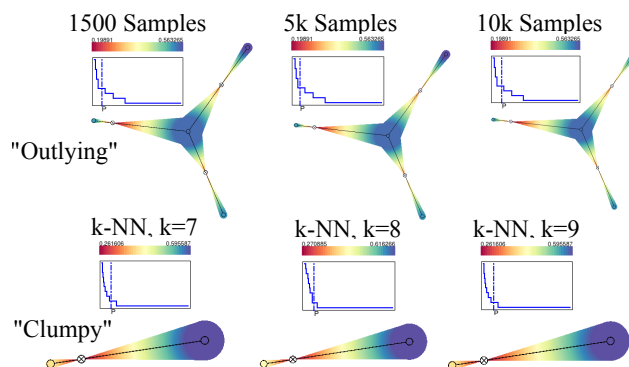 1500 Samples 5k Samples 10k Samples
0.19891 0.563265 0.19891 0.563265 0.19891 0.563265
P P P
"Outlying"
k-NN, k=7 k-NN, k=8 k-NN, k=9
0.261606 0.595587 0.270885 0.616266 0.261606 0.595587
P P P
"Clumpy"